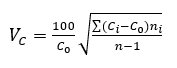 V_C = \frac{100}{C_0} \sqrt{\frac{\sum(C_i - C_0)n_i}{n-1}}